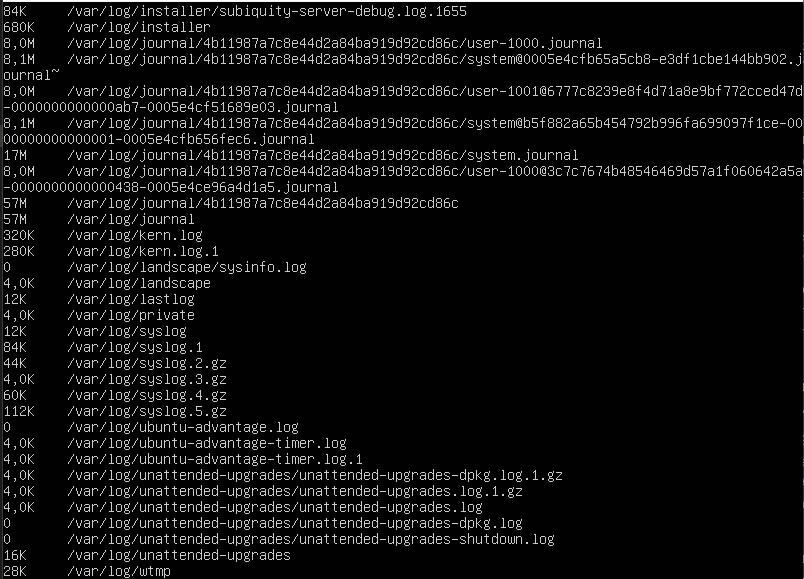 84K     /var/log/installer/subiquity-server-debug.log.1655
680K    /var/log/installer
8,0M    /var/log/journal/4b11987a7c8e44d2a84ba919d92cd86c/user-1000.journal
8,1M    /var/log/journal/4b11987a7c8e44d2a84ba919d92cd86c/system@0005e4cfb65a5cb8-e3df1cbe144bb902.j
ournal~
8,0M    /var/log/journal/4b11987a7c8e44d2a84ba919d92cd86c/user-1001@6777c8239e8f4d71a8e9bf772cced47d
-0000000000000ab7-0005e4cf51689e03.journal
8,1M    /var/log/journal/4b11987a7c8e44d2a84ba919d92cd86c/system@b5f882a65b454792b996fa699097f1ce-00
00000000000001-0005e4cfb656fec6.journal
17M     /var/log/journal/4b11987a7c8e44d2a84ba919d92cd86c/system.journal
8,0M    /var/log/journal/4b11987a7c8e44d2a84ba919d92cd86c/user-1000@3c7c7674b48546469d57a1f060642a5a
-0000000000000438-0005e4ce96a4d1a5.journal
57M     /var/log/journal/4b11987a7c8e44d2a84ba919d92cd86c
57M     /var/log/journal
320K    /var/log/kern.log
280K    /var/log/kern.log.1
0       /var/log/landscape/sysinfo.log
4,0K    /var/log/landscape
12K     /var/log/lastlog
4,0K    /var/log/private
12K     /var/log/syslog
84K     /var/log/syslog.1
44K     /var/log/syslog.2.gz
4,0K    /var/log/syslog.3.gz
60K     /var/log/syslog.4.gz
112K    /var/log/syslog.5.gz
0       /var/log/ubuntu-advantage.log
4,0K    /var/log/ubuntu-advantage-timer.log
4,0K    /var/log/ubuntu-advantage-timer.log.1
4,0K    /var/log/unattended-upgrades/unattended-upgrades-dpkg.log.1.gz
4,0K    /var/log/unattended-upgrades/unattended-upgrades.log.1.gz
4,0K    /var/log/unattended-upgrades/unattended-upgrades.log
0       /var/log/unattended-upgrades/unattended-upgrades-dpkg.log
0       /var/log/unattended-upgrades/unattended-upgrades-shutdown.log
16K     /var/log/unattended-upgrades
28K     /var/log/wtmp